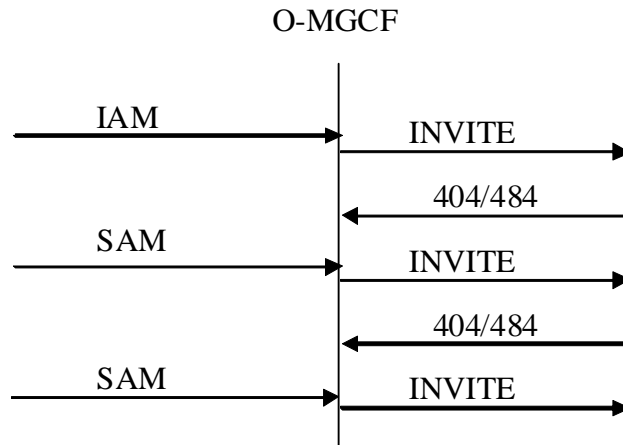 O-MGCF
IAM
INVITE
404/484
SAM
INVITE
404/484
SAM
INVITE